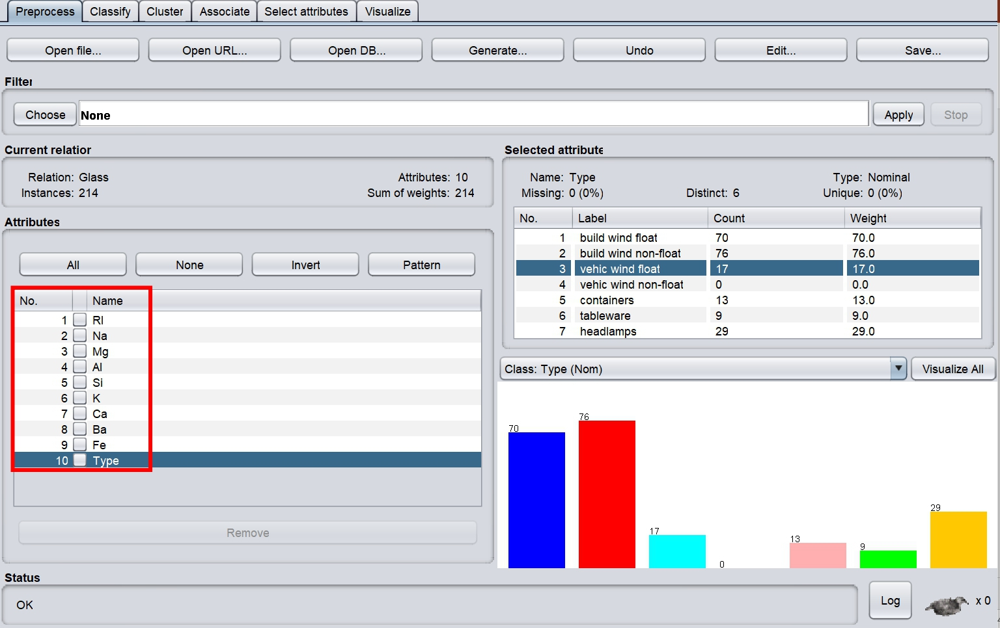 Preprocess Classify Cluster Associate Select attributes Visualize
Open file... Open URL... Open DB... Generate... Undo Edit... Save...
Filter
Choose None Apply Stop
Current relation
Relation: Glass Attributes: 10
Instances: 214 Sum of weights: 214
Attributes
All None Invert Pattern
No. Name
1 RI
2 Na
3 Mg
4 Al
5 Si
6 K
7 Ca
8 Ba
9 Fe
10 Type
Remove
Selected attribute
Name: Type Type: Nominal
Missing: 0 (0%) Distinct: 6 Unique: 0 (0%)
No. Label Count Weight
1 build wind float 70 70.0
2 build wind non-float 76 76.0
3 vehic wind float 17 17.0
4 vehic wind non-float 0 0.0
5 containers 13 13.0
6 tableware 9 9.0
7 headlamps 29 29.0
Class: Type (Nom) Visualize All
70 76 17 0 13 9 29
Status
OK Log x 0